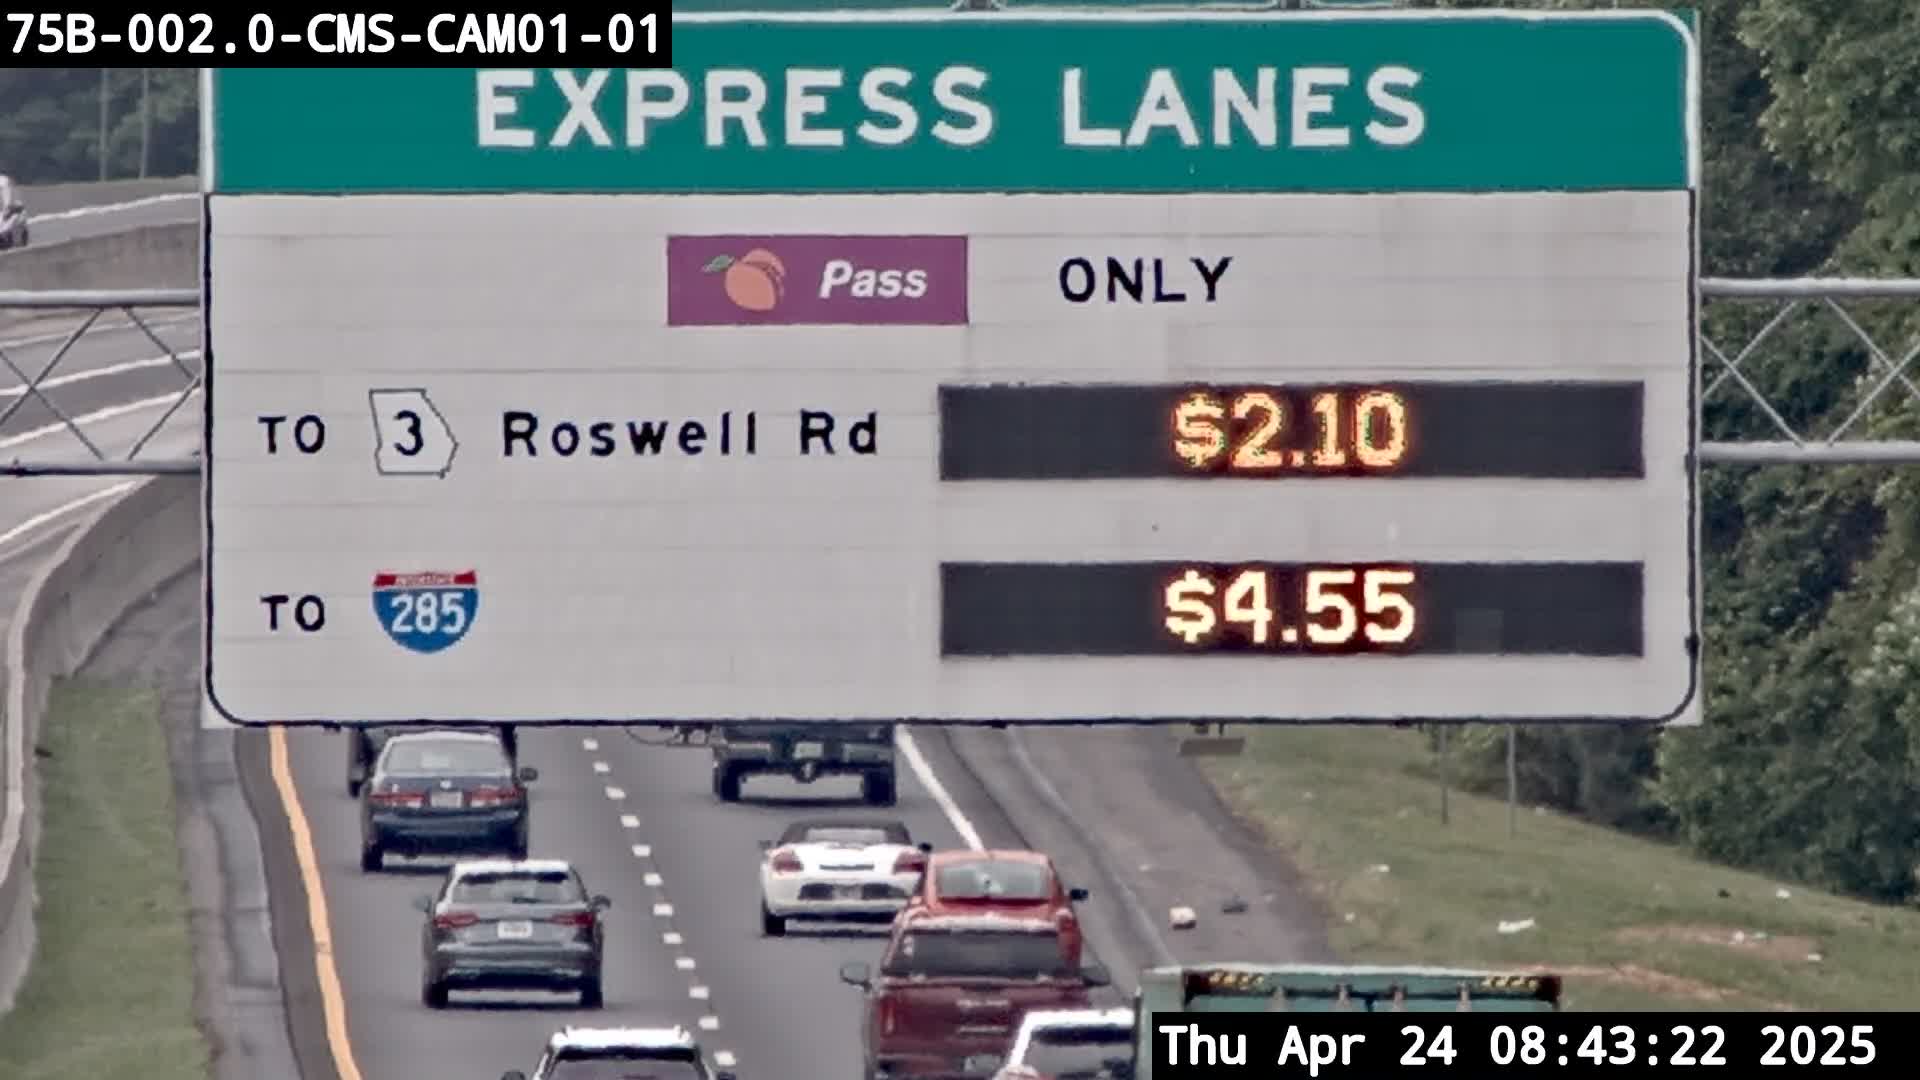 75B-002.0-CMS-CAM01-01
EXPRESS LANES
Pass ONLY
TO 3 Roswell Rd $2.10
TO INTERSTATE 285 $4.55
Thu Apr 24 08:43:22 2025